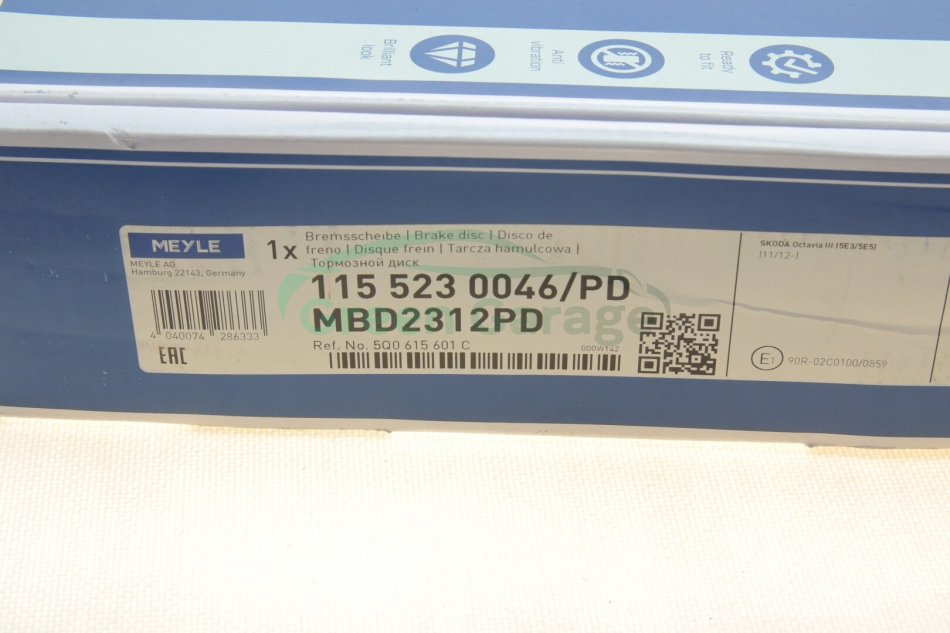 Brilliant
look
Anti
vibration
Ready
to fit
MEYLE
MEYLE AG
Hamburg 22143, Germany
4 040074 286333
EAC
1x
Bremsscheibe | Brake disc | Disco de
freno | Disque frein | Tarcza hamulcowa |
Тормозной диск
115 523 0046/PD
MBD2312PD
Ref. No. 5Q0 615 601 C
000W142
SKODA Octavia III (5E3/5E5)
(11/12-)
E1 90R-02C0100/0859
Garage